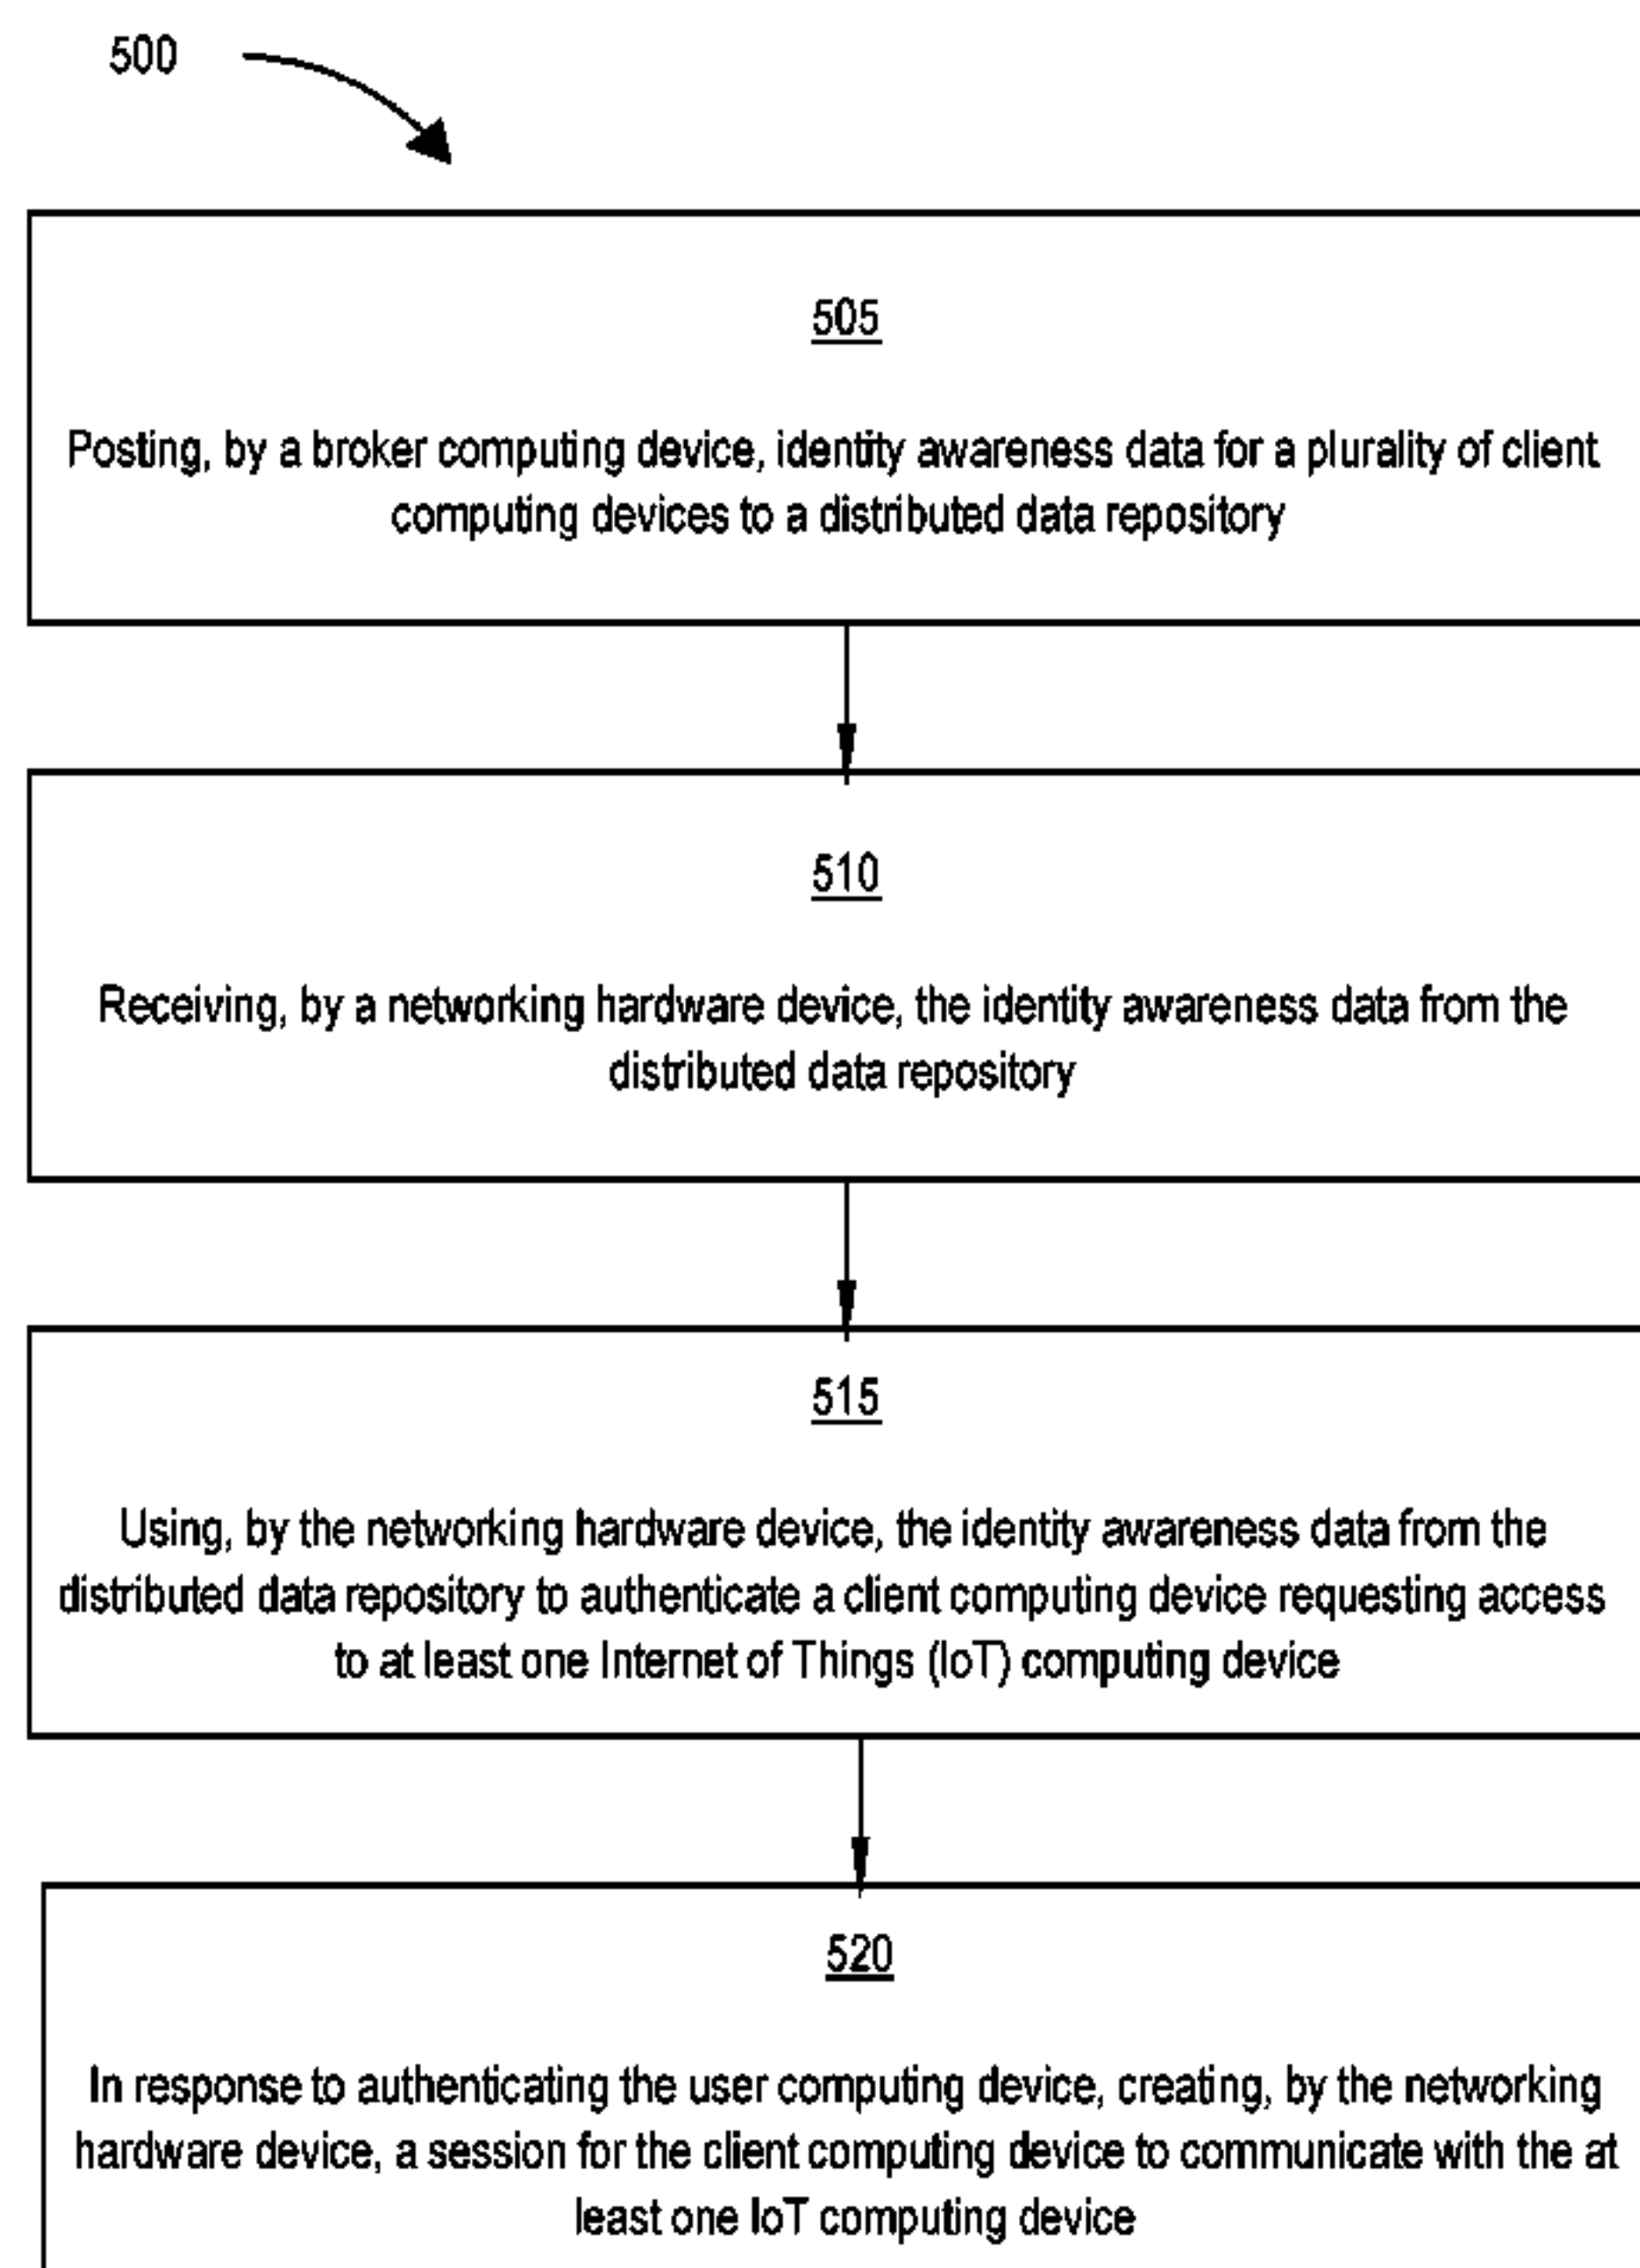 500
505
Posting, by a broker computing device, identity awareness data for a plurality of client
computing devices to a distributed data repository
510
Receiving, by a networking hardware device, the identity awareness data from the
distributed data repository
515
Using, by the networking hardware device, the identity awareness data from the
distributed data repository to authenticate a client computing device requesting access
to at least one Internet of Things (IoT) computing device
520
In response to authenticating the user computing device, creating, by the networking
hardware device, a session for the client computing device to communicate with the at
least one IoT computing device